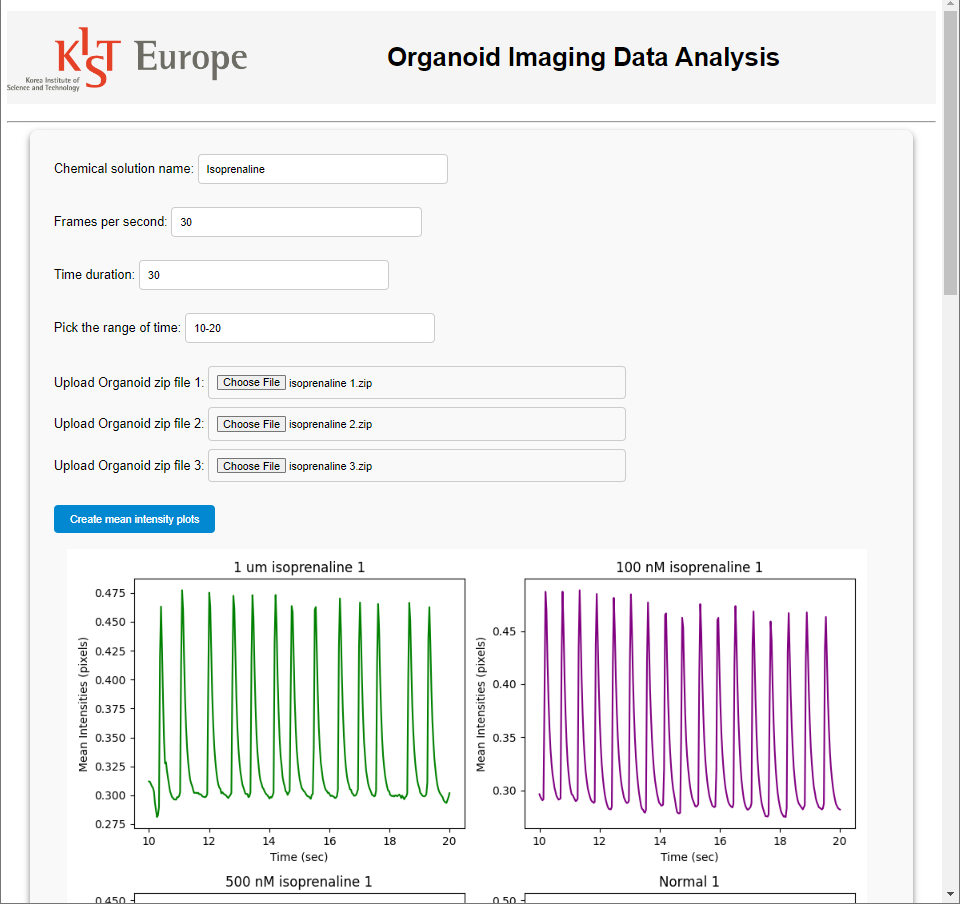 KIST Europe
Korea Institute of
Science and Technology
Organoid Imaging Data Analysis
Chemical solution name: Isoprenaline
Frames per second: 30
Time duration: 30
Pick the range of time: 10-20
Upload Organoid zip file 1: Choose File isoprenaline 1.zip
Upload Organoid zip file 2: Choose File isoprenaline 2.zip
Upload Organoid zip file 3: Choose File isoprenaline 3.zip
Create mean intensity plots
1 um isoprenaline 1
0.475
0.450
0.425
0.400
0.375
0.350
0.325
0.300
0.275
Mean Intensities (pixels)
10 12 14 16 18 20
Time (sec)
100 nM isoprenaline 1
0.45
0.40
0.35
0.30
Mean Intensities (pixels)
10 12 14 16 18 20
Time (sec)
500 nM isoprenaline 1
0.450
Normal 1
0.50